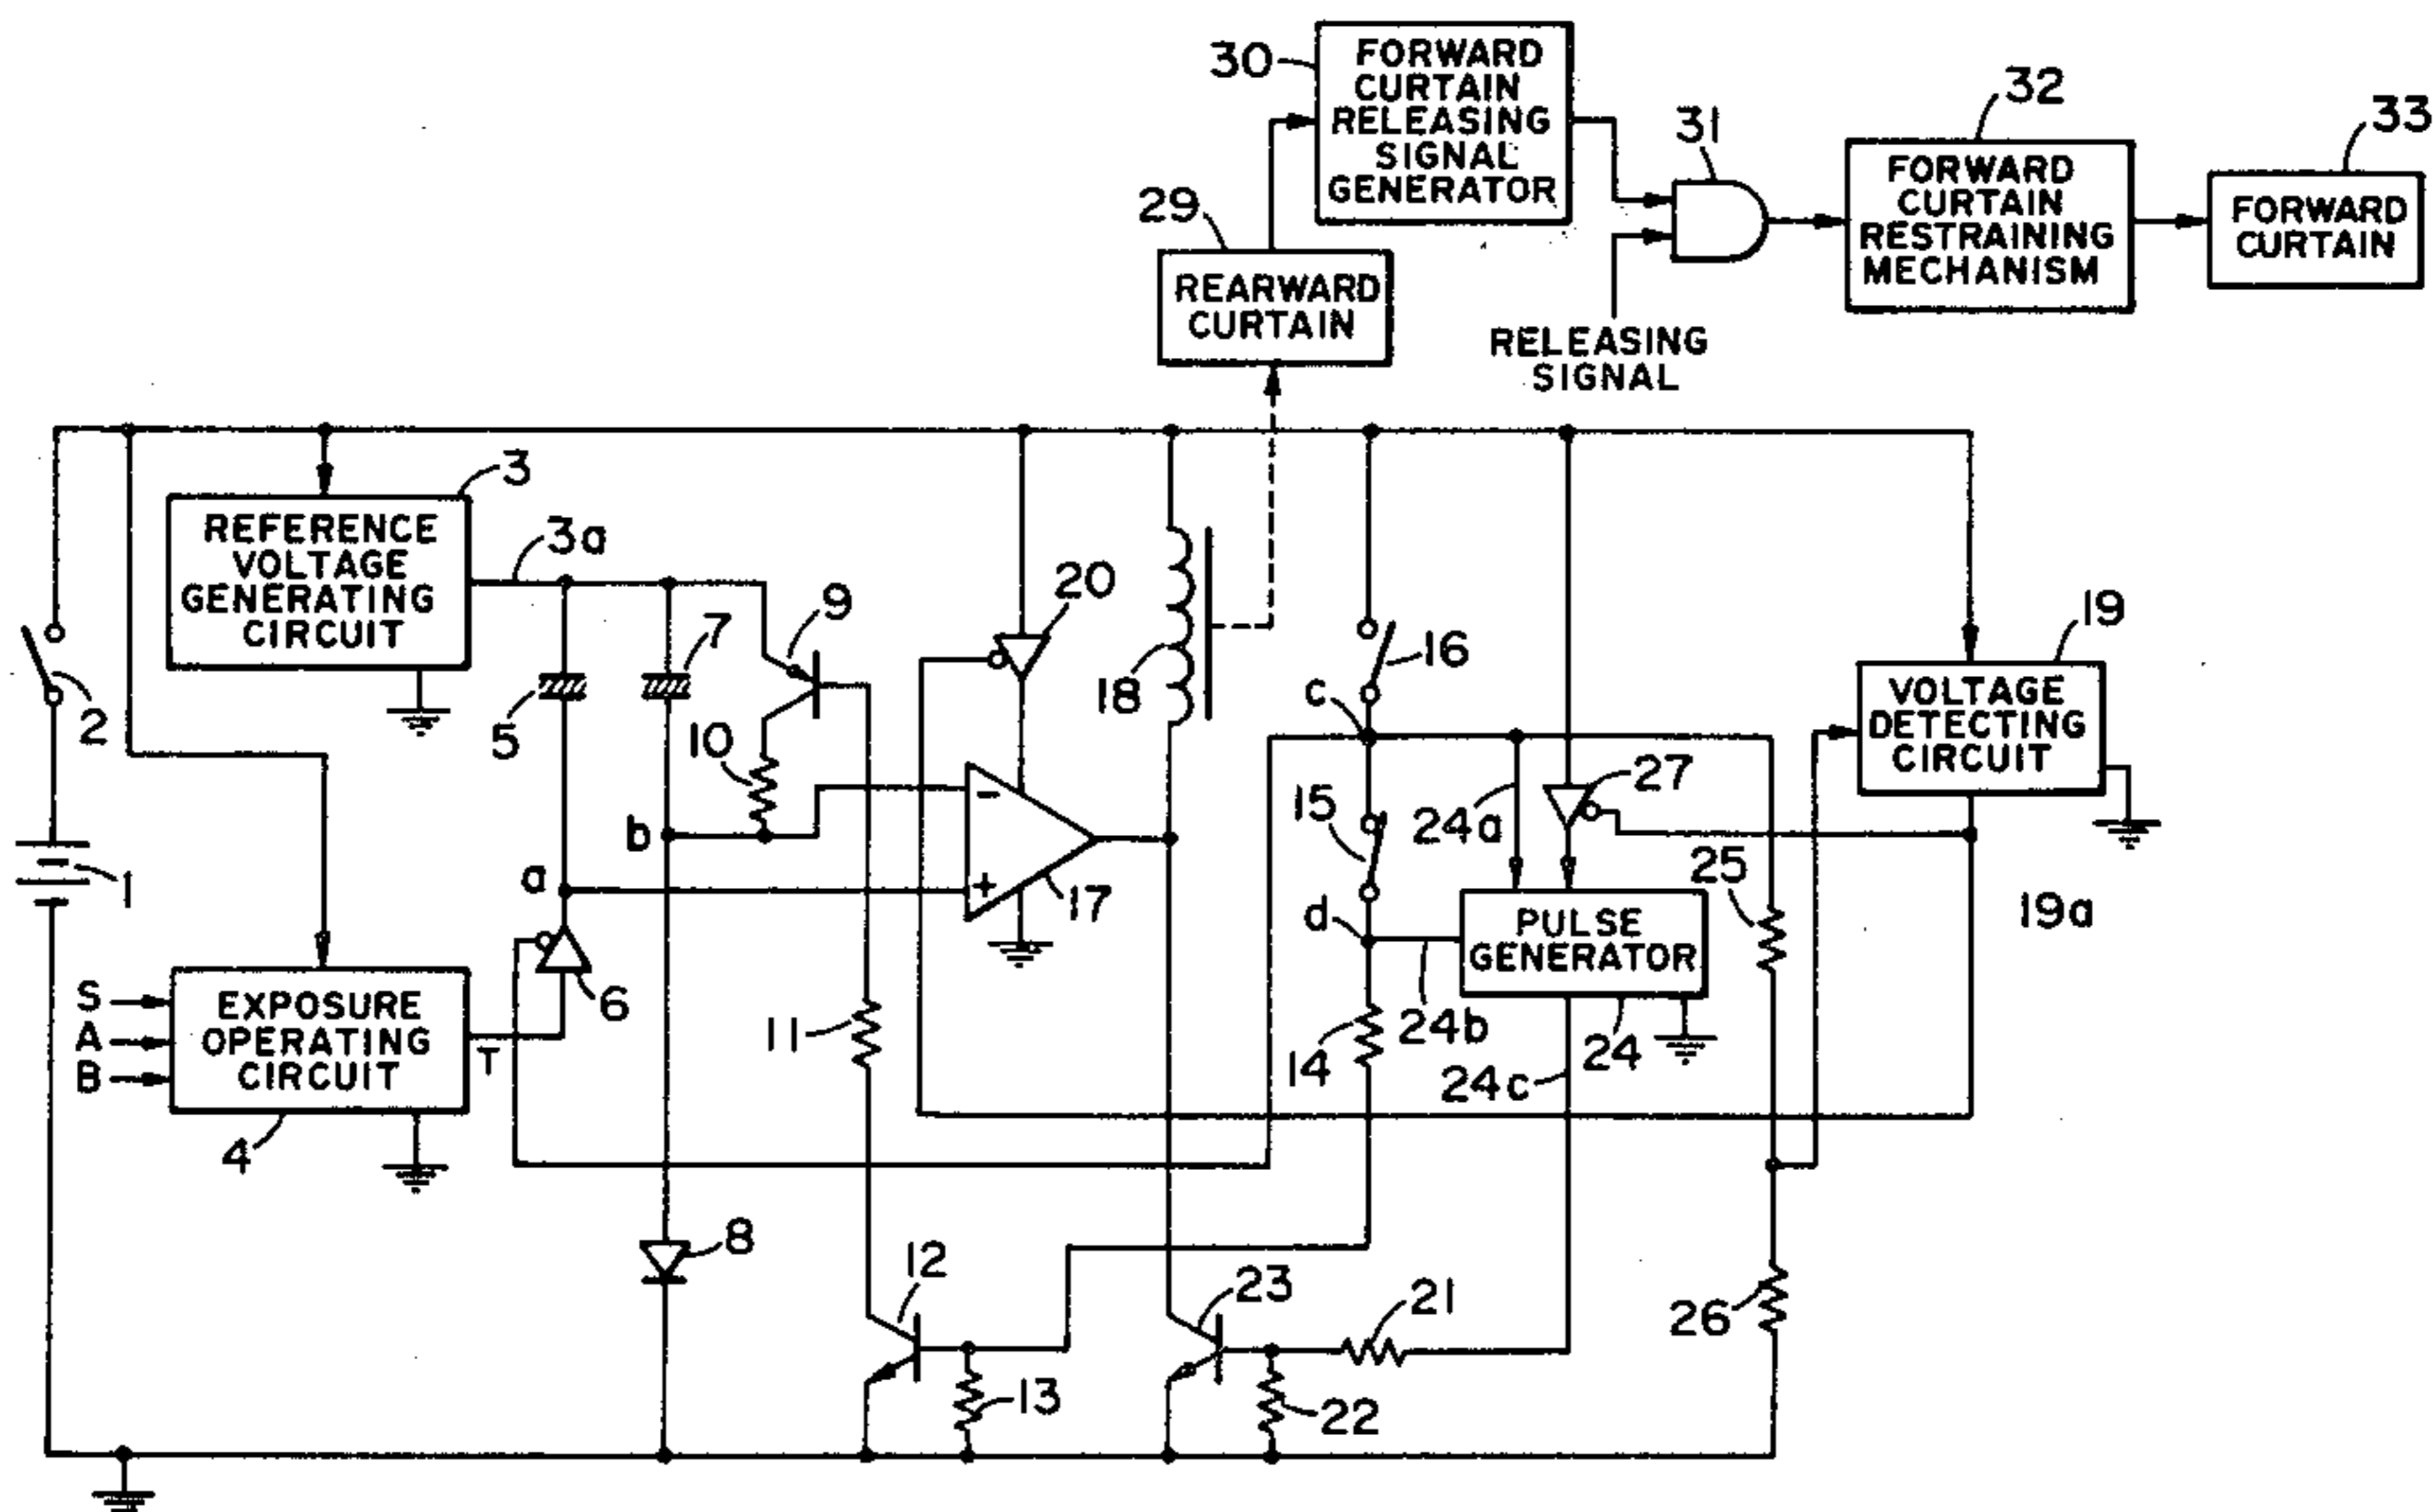 30
FORWARD
CURTAIN
RELEASING
SIGNAL
GENERATOR
31
32
FORWARD
CURTAIN
RESTRAINING
MECHANISM
33
FORWARD
CURTAIN
29
REARWARD
CURTAIN
RELEASING
SIGNAL
3
REFERENCE
VOLTAGE
GENERATING
CIRCUIT
3a
2
1
5
7
9
10
20
18
16
c
19
VOLTAGE
DETECTING
CIRCUIT
19a
b
a
-
+
17
15
d
24a
27
PULSE
GENERATOR
24b
24
24c
25
S
A
B
EXPOSURE
OPERATING
CIRCUIT
T
4
6
11
14
8
12
13
23
21
22
26